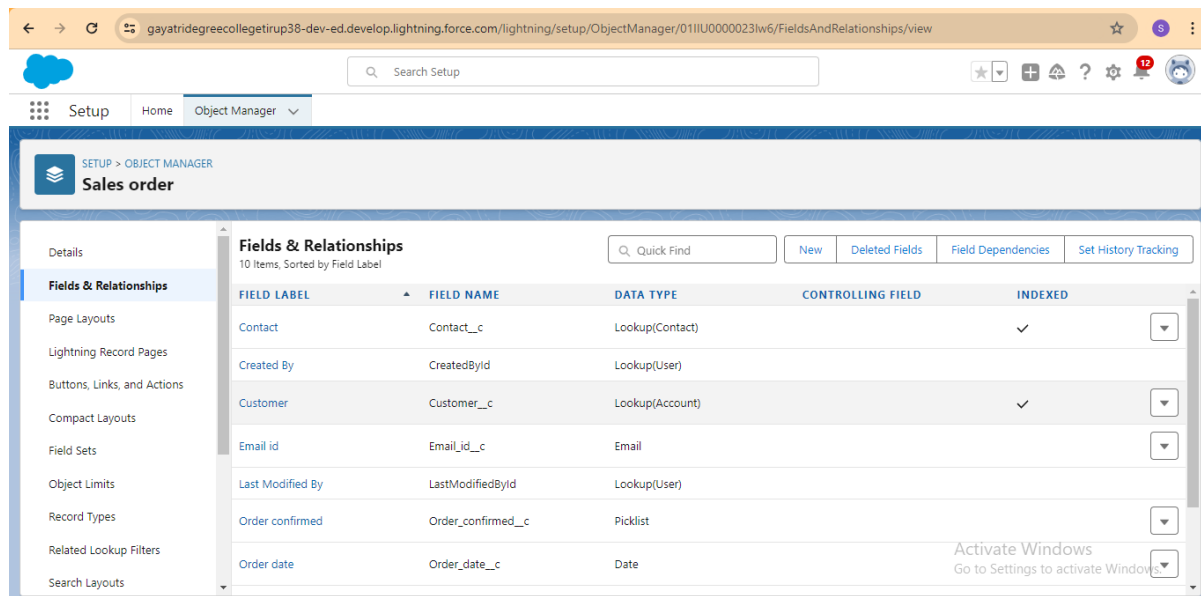 gayatridegreecollegetirup38-dev-ed.develop.lightning.force.com/lightning/setup/ObjectManager/01IIU0000023Iw6/FieldsAndRelationships/view
S
Search Setup
12
Setup Home Object Manager
SETUP > OBJECT MANAGER
Sales order
Details
Fields & Relationships
Page Layouts
Lightning Record Pages
Buttons, Links, and Actions
Compact Layouts
Field Sets
Object Limits
Record Types
Related Lookup Filters
Search Layouts
Fields & Relationships
10 Items, Sorted by Field Label
Quick Find
New Deleted Fields Field Dependencies Set History Tracking
FIELD LABEL FIELD NAME DATA TYPE CONTROLLING FIELD INDEXED
Contact Contact__c Lookup(Contact)
Created By CreatedById Lookup(User)
Customer Customer__c Lookup(Account)
Email id Email_id__c Email
Last Modified By LastModifiedById Lookup(User)
Order confirmed Order_confirmed__c Picklist
Order date Order_date__c Date
Activate Windows
Go to Settings to activate Windows.